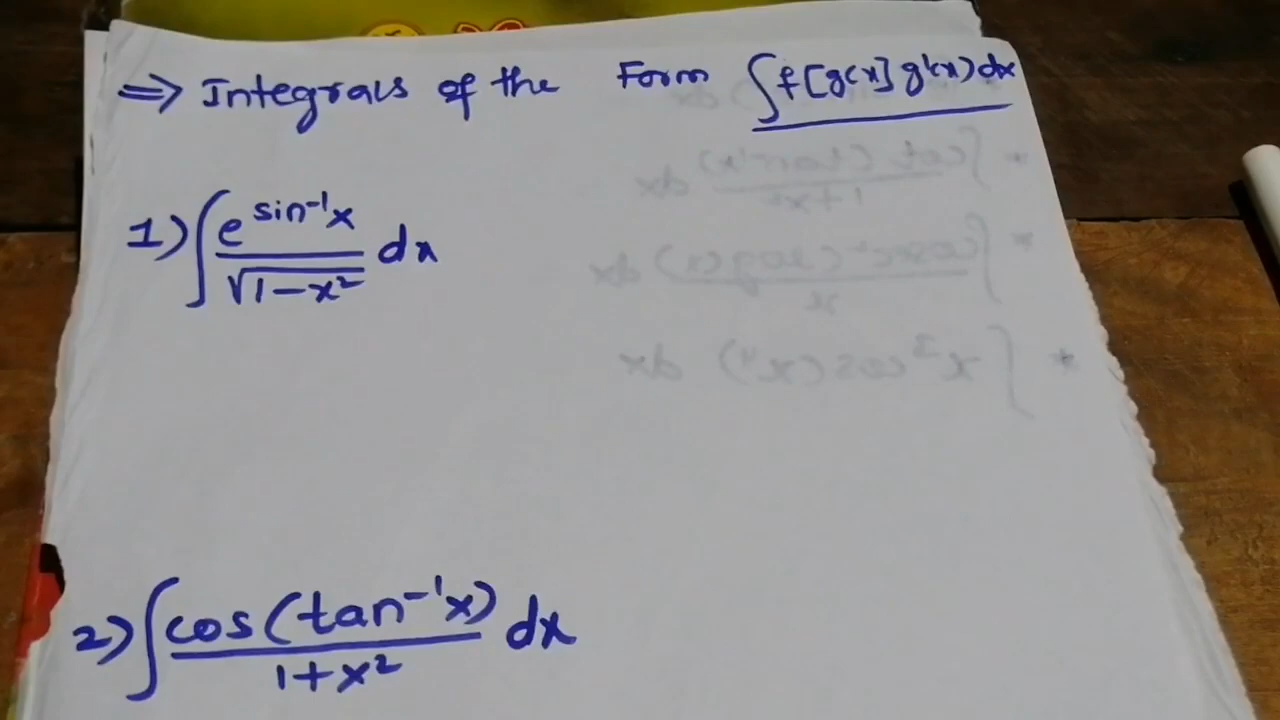 ⇒ Integrals of the Form ∫f[g(x)] g'(x) dx
1) ∫ e^sin⁻¹x / √1-x² dx
2) ∫ cos(tan⁻¹x) / 1+x² dx